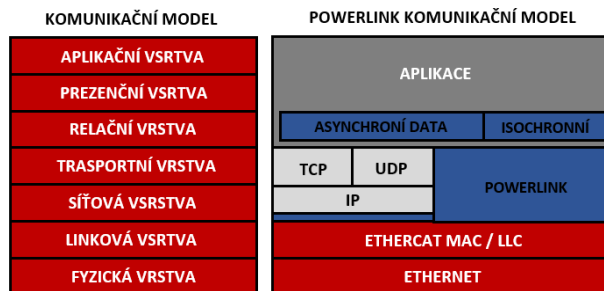 KOMUNIKAČNÍ MODEL
APLIKAČNÍ VSRTVA
PREZENČNÍ VRSTVA
RELAČNÍ VRSTVA
TRASPORTNÍ VRSTVA
SÍŤOVÁ VSRSTVA
LINKOVÁ VSRTVA
FYZICKÁ VRSTVA
POWERLINK KOMUNIKAČNÍ MODEL
APLIKACE
ASYNCHRONÍ DATA
ISOCHRONNÍ
TCP
UDP
IP
POWERLINK
ETHERCAT MAC / LLC
ETHERNET